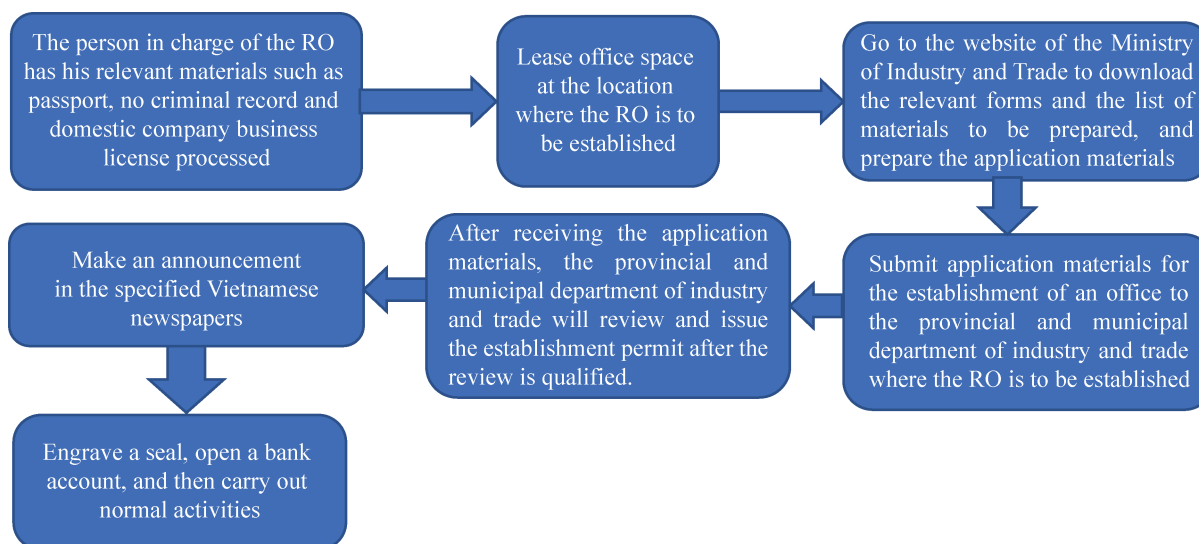 The person in charge of the RO
has his relevant materials such as
passport, no criminal record and
domestic company business
license processed
Lease office space
at the location
where the RO is to
be established
Go to the website of the Ministry
of Industry and Trade to download
the relevant forms and the list of
materials to be prepared, and
prepare the application materials
Submit application materials for
the establishment of an office to
the provincial and municipal
department of industry and trade
where the RO is to be established
After receiving the application
materials, the provincial and
municipal department of industry
and trade will review and issue
the establishment permit after the
review is qualified.
Make an announcement
in the specified Vietnamese
newspapers
Engrave a seal, open a bank
account, and then carry out
normal activities